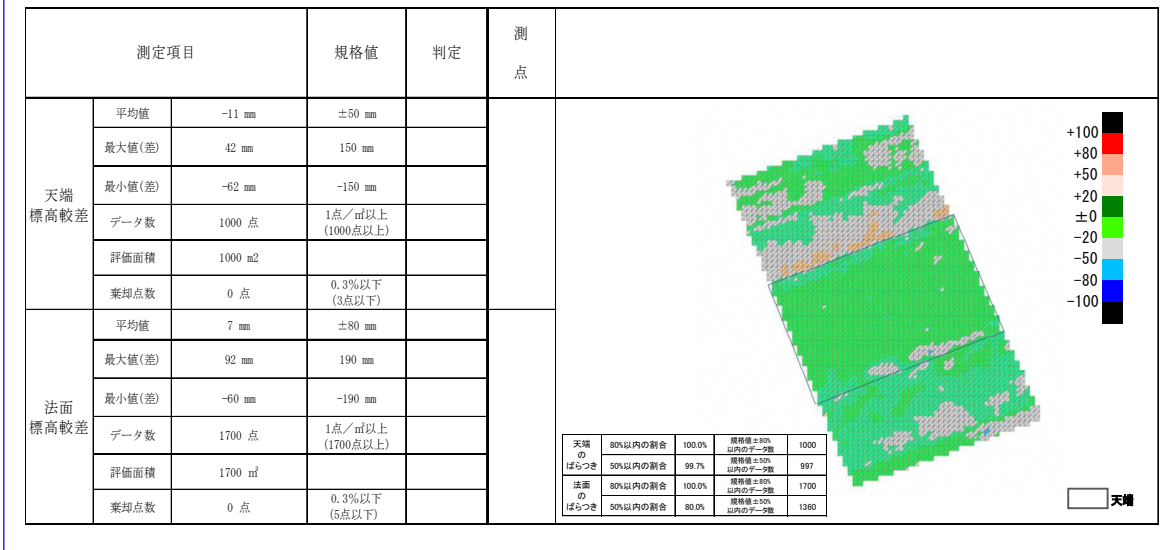 測定項目 規格値 判定 測点
天端標高較差
平均値 -11 mm ±50 mm
最大値(差) 42 mm 150 mm
最小値(差) -62 mm -150 mm
データ数 1000 点 1点／㎡以上
(1000点以上)
評価面積 1000 m2
棄却点数 0 点 0.3%以下
(3点以下)
法面標高較差
平均値 7 mm ±80 mm
最大値(差) 92 mm 190 mm
最小値(差) -60 mm -190 mm
データ数 1700 点 1点／㎡以上
(1700点以上)
評価面積 1700 ㎡
棄却点数 0 点 0.3%以下
(5点以下)
+100
+80
+50
+20
±0
-20
-50
-80
-100
天端のばらつき
80%以内の割合 100.0% 規格値±80%以内のデータ数 1000
50%以内の割合 99.7% 規格値±50%以内のデータ数 997
法面のばらつき
80%以内の割合 100.0% 規格値±80%以内のデータ数 1700
50%以内の割合 80.0% 規格値±50%以内のデータ数 1360
天端